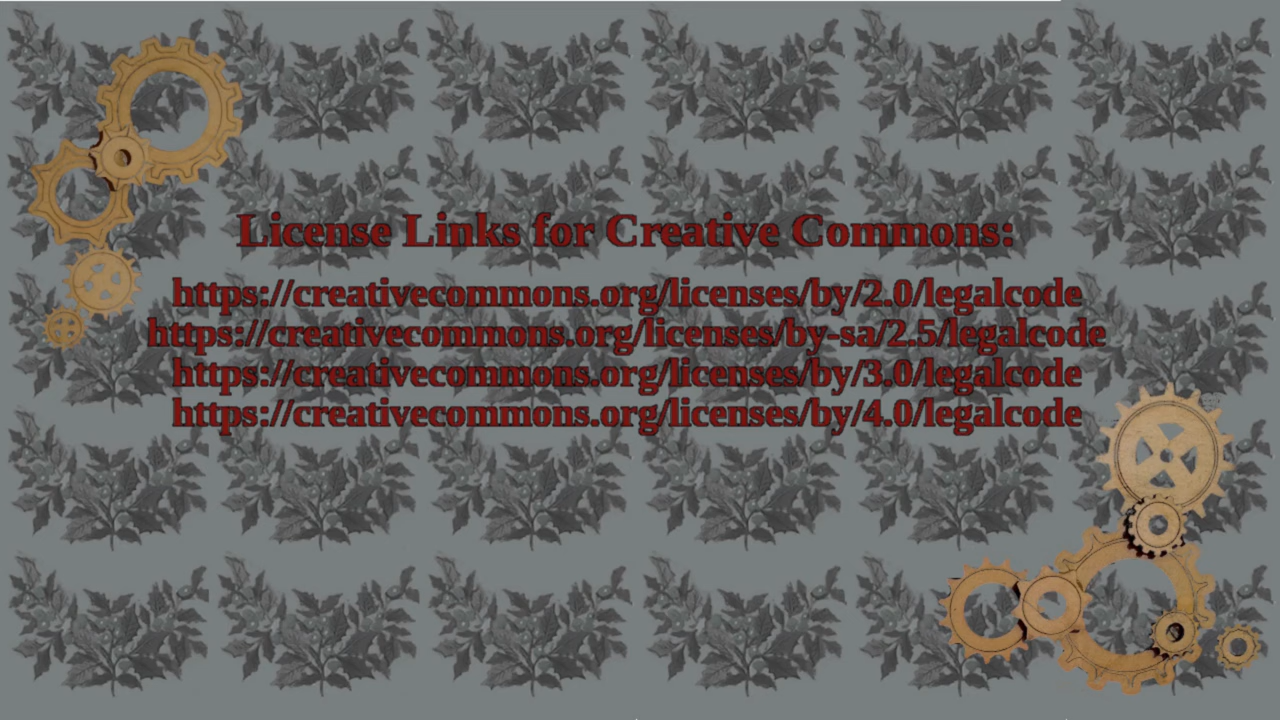 License Links for Creative Commons:
https://creativecommons.org/licenses/by/2.0/legalcode
https://creativecommons.org/licenses/by-sa/2.5/legalcode
https://creativecommons.org/licenses/by/3.0/legalcode
https://creativecommons.org/licenses/by/4.0/legalcode